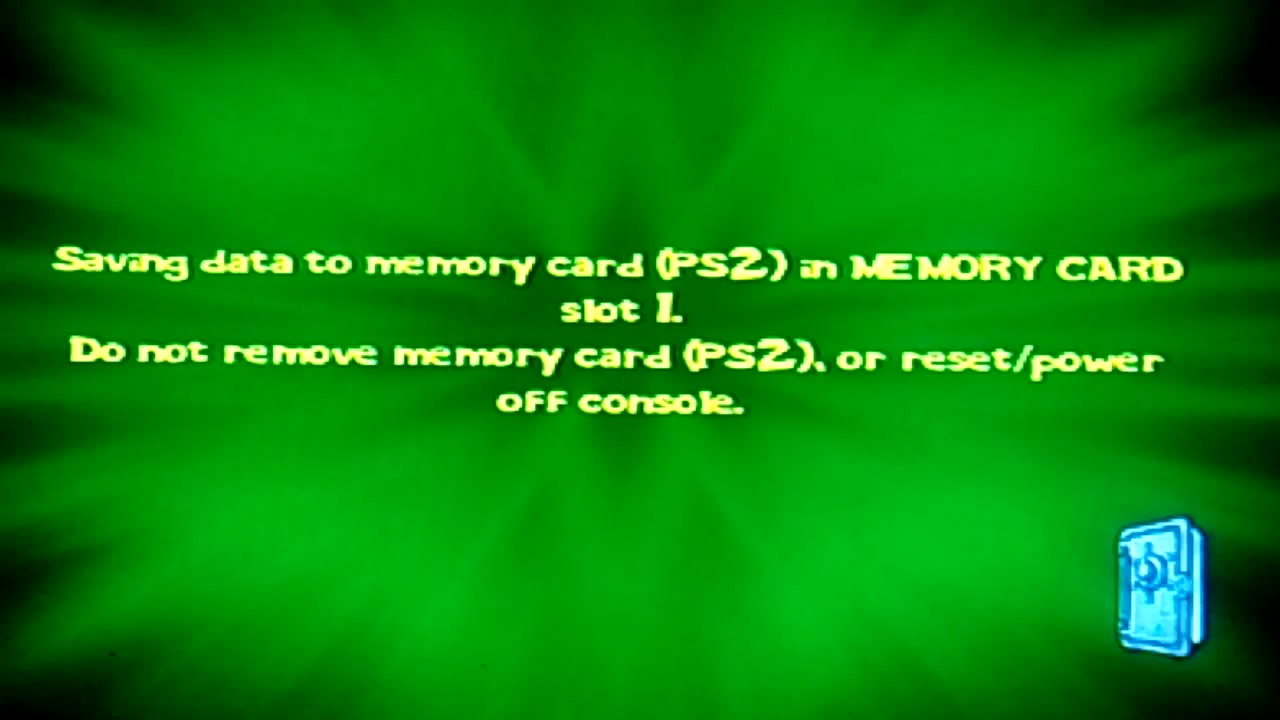 Saving data to memory card (PS2) in MEMORY CARD
slot 1.
Do not remove memory card (PS2), or reset/power
off console.